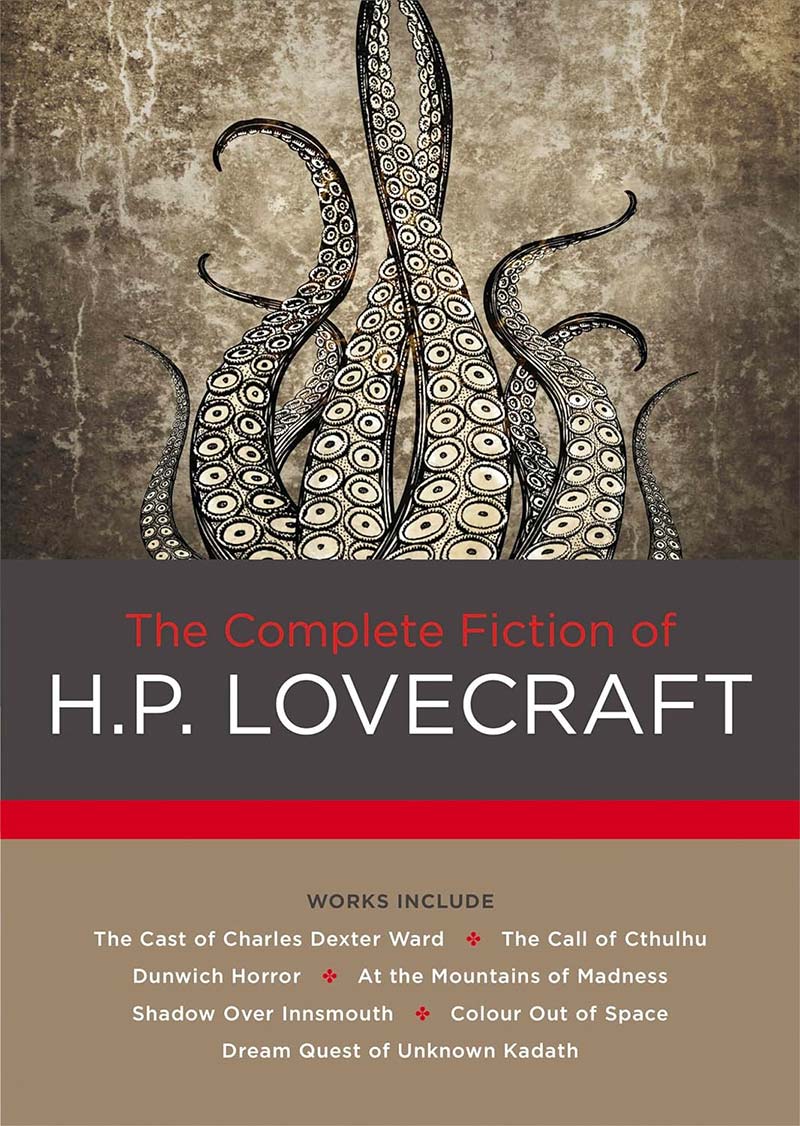 The Complete Fiction of
H.P. LOVECRAFT
WORKS INCLUDE
The Cast of Charles Dexter Ward ✤ The Call of Cthulhu
Dunwich Horror ✤ At the Mountains of Madness
Shadow Over Innsmouth ✤ Colour Out of Space
Dream Quest of Unknown Kadath